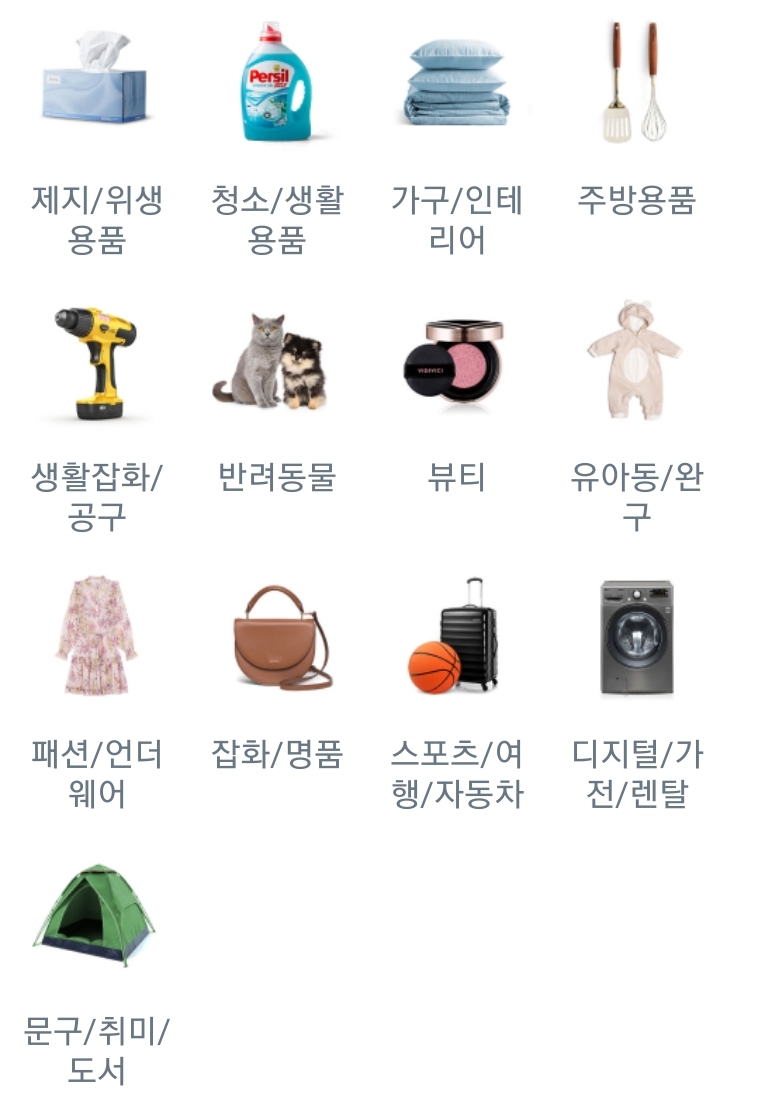 Persil
제지/위생
용품
청소/생활
용품
가구/인테
리어
주방용품
VIDIVICI
생활잡화/
공구
반려동물
뷰티
유아동/완
구
패션/언더
웨어
잡화/명품
스포츠/여
행/자동차
디지털/가
전/렌탈
문구/취미/
도서